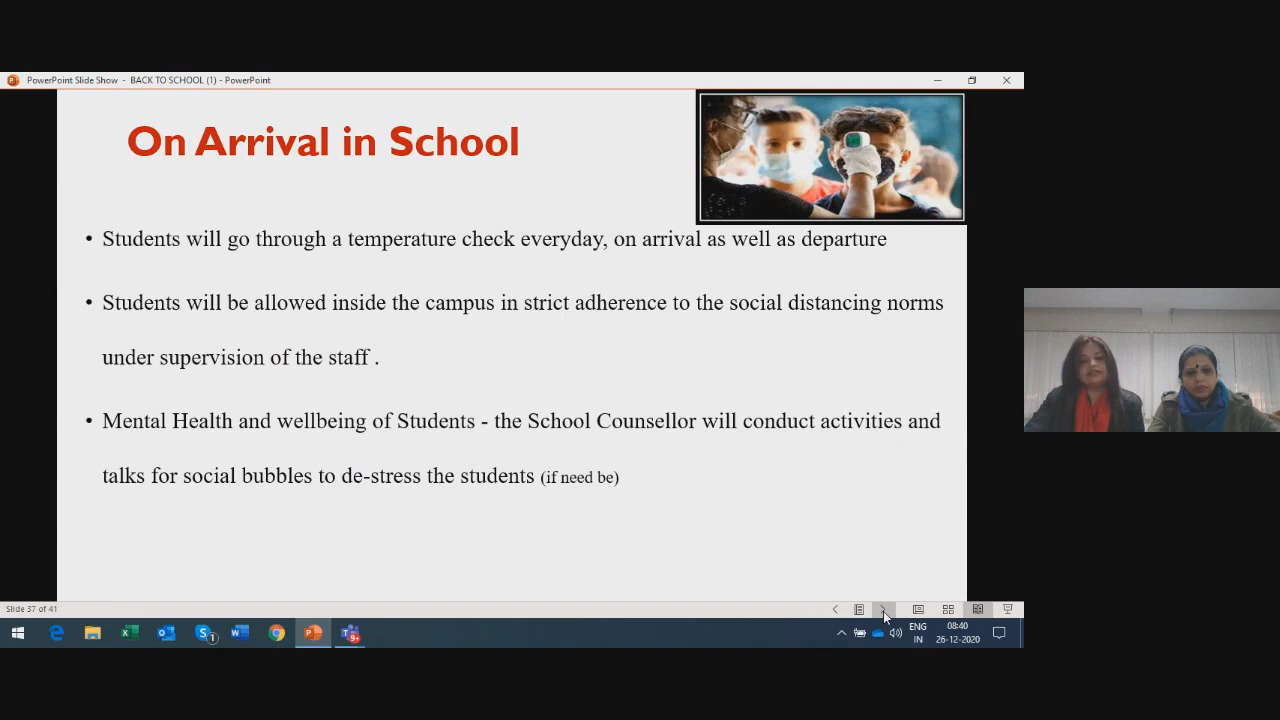 PowerPoint Slide Show - BACK TO SCHOOL (1) - PowerPoint
On Arrival in School
• Students will go through a temperature check everyday, on arrival as well as departure
• Students will be allowed inside the campus in strict adherence to the social distancing norms
under supervision of the staff .
• Mental Health and wellbeing of Students - the School Counsellor will conduct activities and
talks for social bubbles to de-stress the students (if need be)
Slide 37 of 41
1
9+
ENG
IN
08:40
26-12-2020